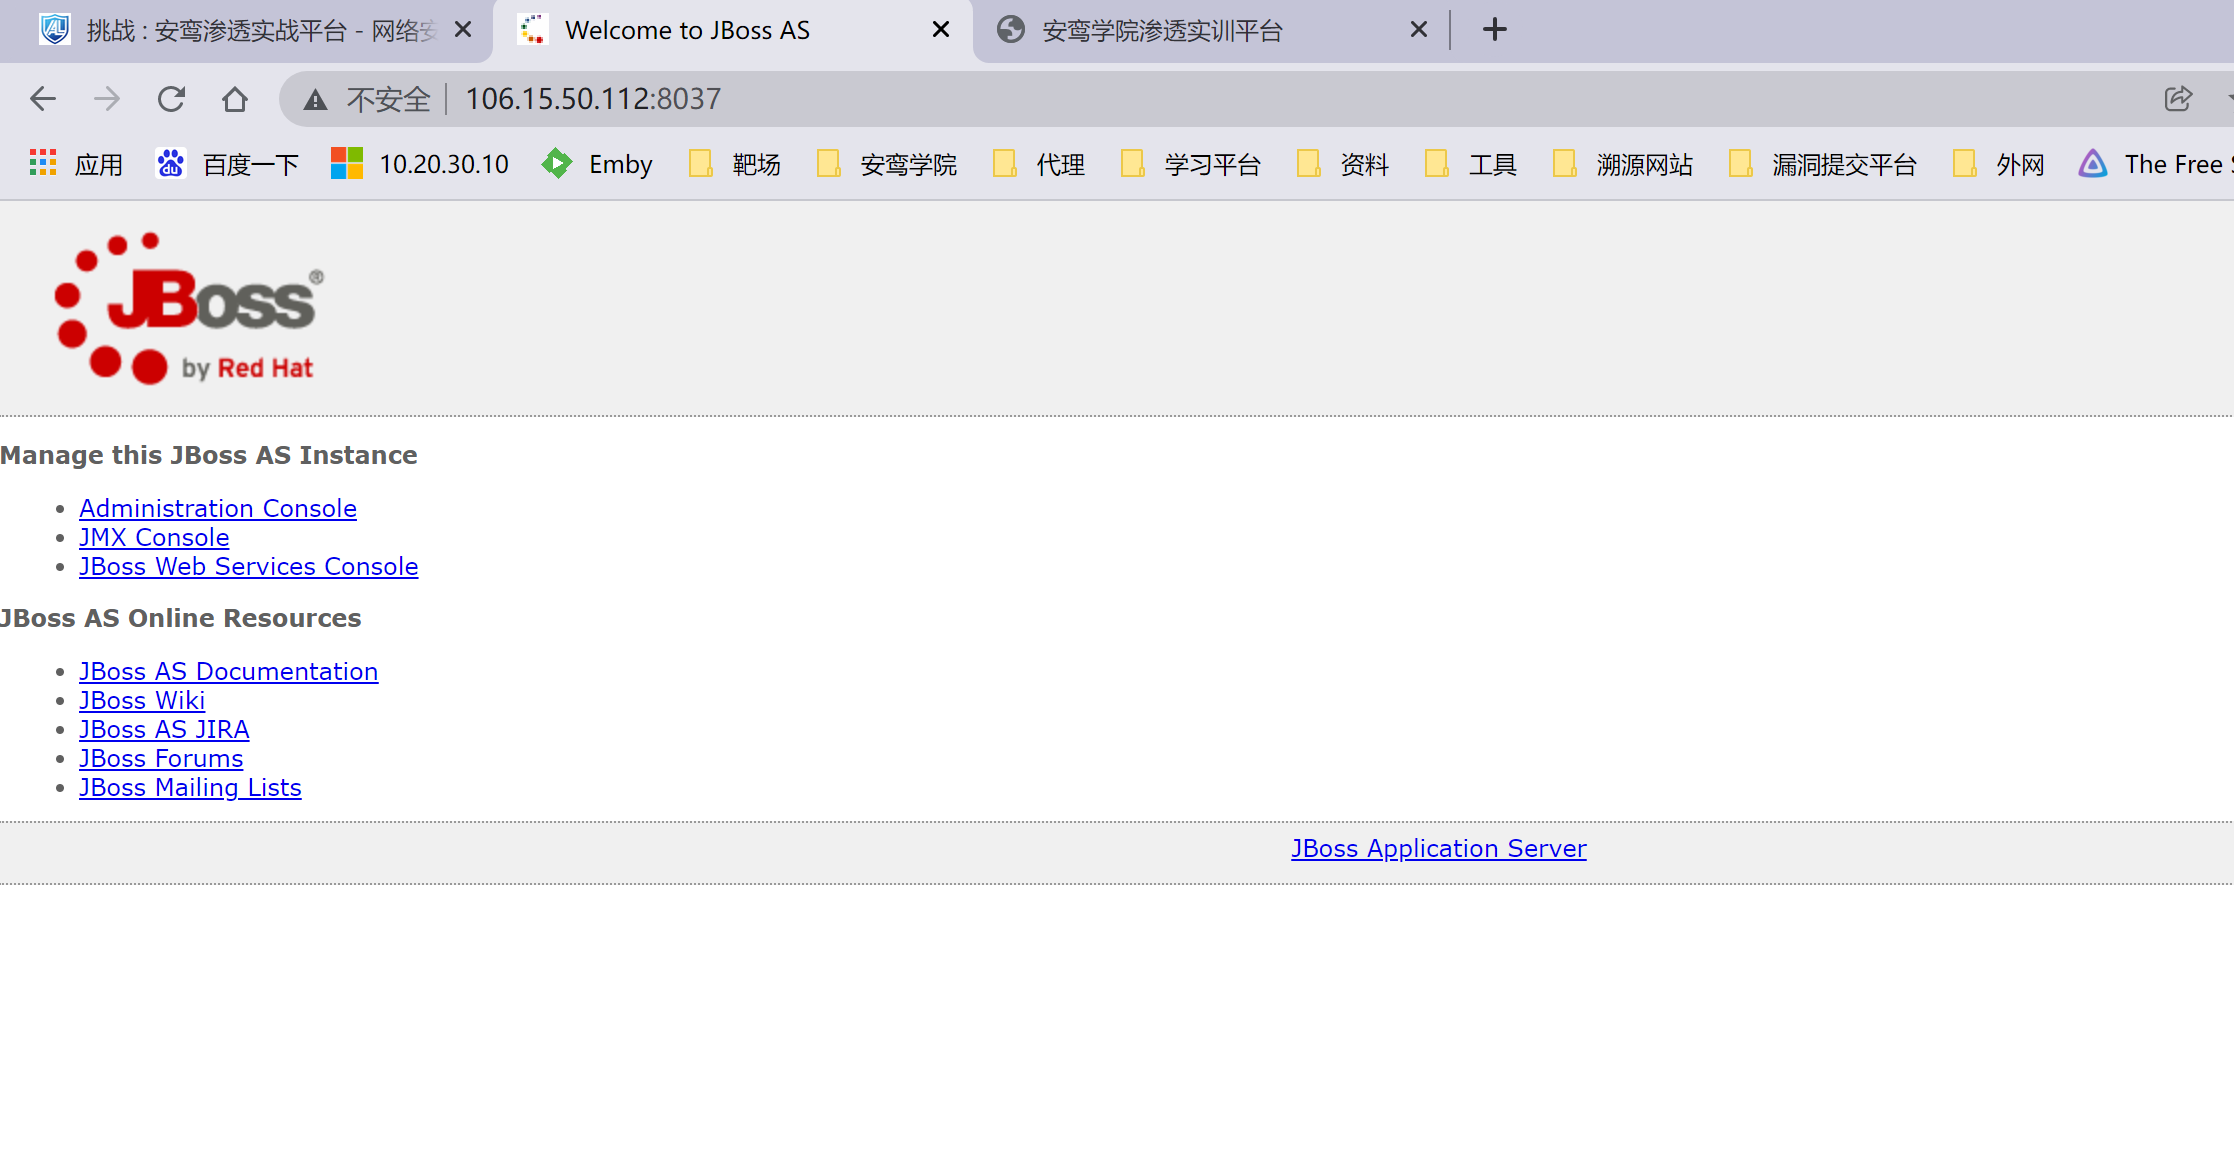 挑战 : 安鸾渗透实战平台 - 网络安
Welcome to JBoss AS
安鸾学院渗透实训平台
不安全 106.15.50.112:8037
应用 百度一下 10.20.30.10 Emby 靶场 安鸾学院 代理 学习平台 资料 工具 溯源网站 漏洞提交平台 外网 The Free S
JBoss®
by Red Hat
Manage this JBoss AS Instance
Administration Console
JMX Console
JBoss Web Services Console
JBoss AS Online Resources
JBoss AS Documentation
JBoss Wiki
JBoss AS JIRA
JBoss Forums
JBoss Mailing Lists
JBoss Application Server